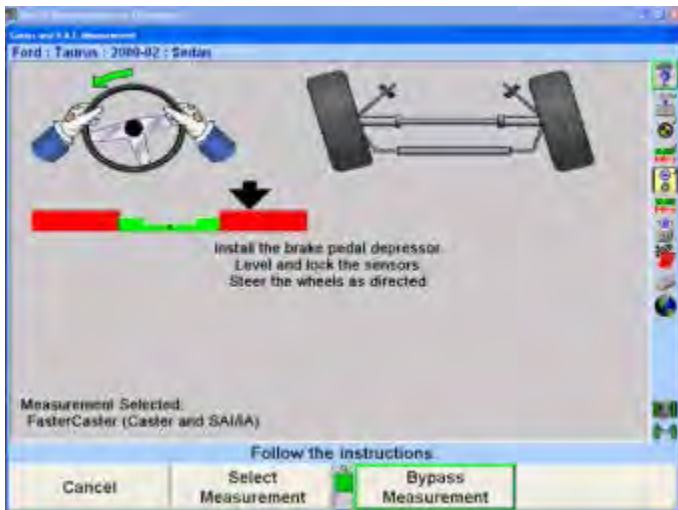 Caster and S.A.I. Measurement
Ford : Taurus : 2000-02 : Sedan
Install the brake pedal depressor.
Level and lock the sensors.
Steer the wheels as directed.
Measurement Selected:
FasterCaster (Caster and SAI/IA)
Follow the instructions.
Cancel
Select
Measurement
Bypass
Measurement